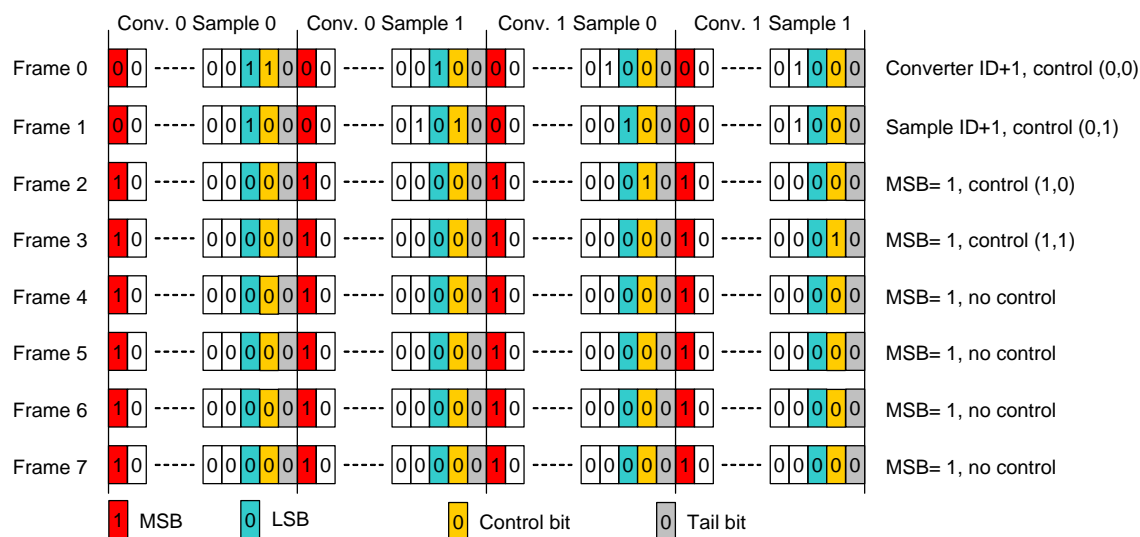 Conv. 0 Sample 0 Conv. 0 Sample 1 Conv. 1 Sample 0 Conv. 1 Sample 1
Frame 0 0 0 ----- 0 0 1 1 0 0 0 ----- 0 0 1 0 0 0 0 ----- 0 1 0 0 0 0 0 ----- 0 1 0 0 0 Converter ID+1, control (0,0)
Frame 1 0 0 ----- 0 0 1 0 0 0 0 ----- 0 1 0 1 0 0 0 ----- 0 0 1 0 0 0 0 ----- 0 1 0 0 0 Sample ID+1, control (0,1)
Frame 2 1 0 ----- 0 0 0 0 0 1 0 ----- 0 0 0 0 0 1 0 ----- 0 0 0 1 0 1 0 ----- 0 0 0 0 0 MSB= 1, control (1,0)
Frame 3 1 0 ----- 0 0 0 0 0 1 0 ----- 0 0 0 0 0 1 0 ----- 0 0 0 0 0 1 0 ----- 0 0 0 1 0 MSB= 1, control (1,1)
Frame 4 1 0 ----- 0 0 0 0 0 1 0 ----- 0 0 0 0 0 1 0 ----- 0 0 0 0 0 1 0 ----- 0 0 0 0 0 MSB= 1, no control
Frame 5 1 0 ----- 0 0 0 0 0 1 0 ----- 0 0 0 0 0 1 0 ----- 0 0 0 0 0 1 0 ----- 0 0 0 0 0 MSB= 1, no control
Frame 6 1 0 ----- 0 0 0 0 0 1 0 ----- 0 0 0 0 0 1 0 ----- 0 0 0 0 0 1 0 ----- 0 0 0 0 0 MSB= 1, no control
Frame 7 1 0 ----- 0 0 0 0 0 1 0 ----- 0 0 0 0 0 1 0 ----- 0 0 0 0 0 1 0 ----- 0 0 0 0 0 MSB= 1, no control
1 MSB 0 LSB 0 Control bit 0 Tail bit